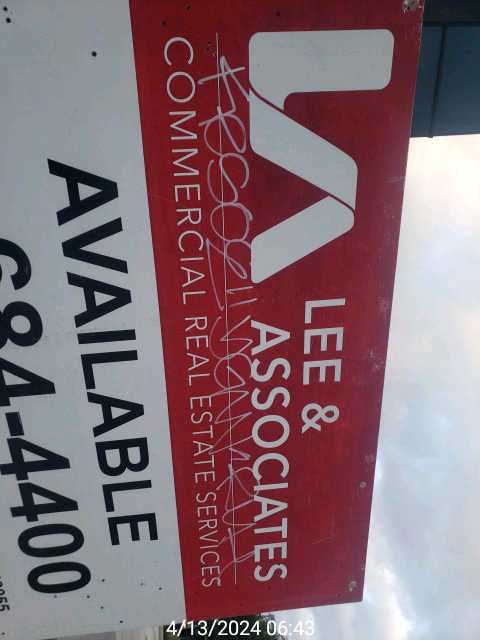 LEE &
ASSOCIATES
COMMERCIAL REAL ESTATE SERVICES
AVAILABLE
684-4400
4/13/2024 06:43